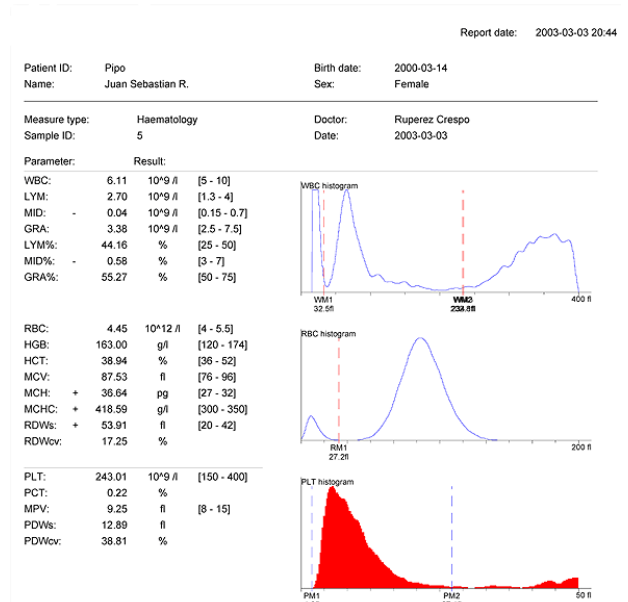 Report date: 2003-03-03 20:44
Patient ID: Pipo Birth date: 2000-03-14
Name: Juan Sebastian R. Sex: Female
Measure type: Haematology Doctor: Ruperez Crespo
Sample ID: 5 Date: 2003-03-03
Parameter: Result:
WBC: 6.11 10^9 /l [5 - 10]
LYM: 2.70 10^9 /l [1.3 - 4]
MID: - 0.04 10^9 /l [0.15 - 0.7]
GRA: 3.38 10^9 /l [2.5 - 7.5]
LYM%: 44.16 % [25 - 50]
MID%: - 0.58 % [3 - 7]
GRA%: 55.27 % [50 - 75]
WBC histogram
WM1 400 fl
32.5fl
RBC: 4.45 10^12 /l [4 - 5.5]
HGB: 163.00 g/l [120 - 174]
HCT: 38.94 % [36 - 52]
MCV: 87.53 fl [76 - 96]
MCH: + 36.64 pg [27 - 32]
MCHC: + 418.59 g/l [300 - 350]
RDWs: + 53.91 fl [20 - 42]
RDWcv: 17.25 %
RBC histogram
RM1 200 fl
27.2fl
PLT: 243.01 10^9 /l [150 - 400]
PCT: 0.22 %
MPV: 9.25 fl [8 - 15]
PDWs: 12.89 fl
PDWcv: 38.81 %
PLT histogram
PM1 PM2 50 fl